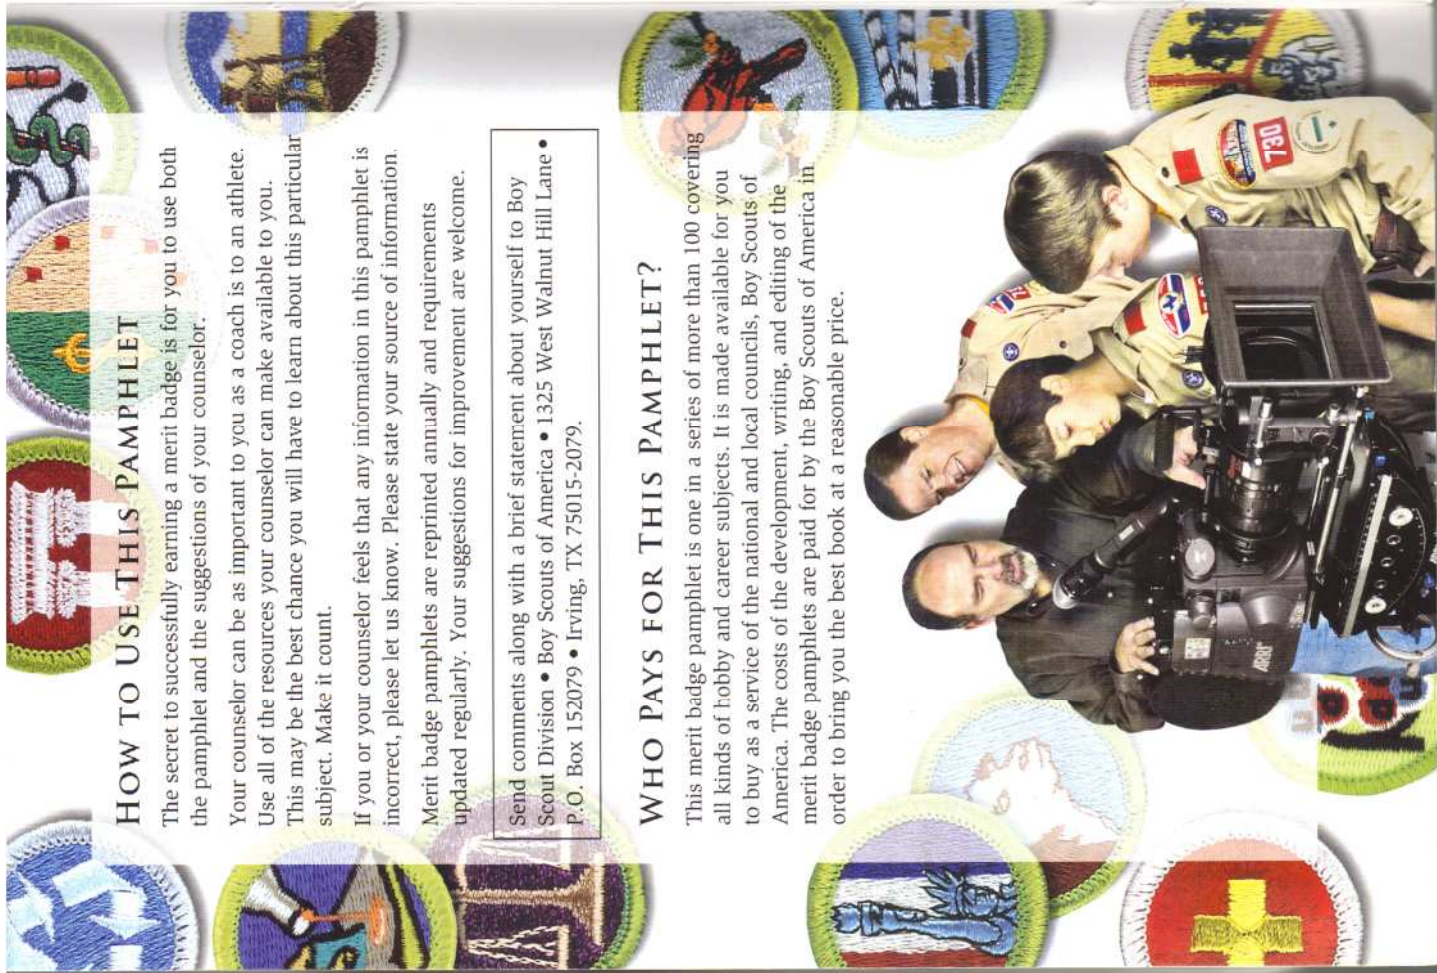 HOW TO USE THIS PAMPHLET
The secret to successfully earning a merit badge is for you to use both
the pamphlet and the suggestions of your counselor.
Your counselor can be as important to you as a coach is to an athlete.
Use all of the resources your counselor can make available to you.
This may be the best chance you will have to learn about this particular
subject. Make it count.
If you or your counselor feels that any information in this pamphlet is
incorrect, please let us know. Please state your source of information.
Merit badge pamphlets are reprinted annually and requirements
updated regularly. Your suggestions for improvement are welcome.
Send comments along with a brief statement about yourself to Boy
Scout Division • Boy Scouts of America • 1325 West Walnut Hill Lane •
P.O. Box 152079 • Irving, TX 75015-2079.
WHO PAYS FOR THIS PAMPHLET?
This merit badge pamphlet is one in a series of more than 100 covering
all kinds of hobby and career subjects. It is made available for you
to buy as a service of the national and local councils, Boy Scouts of
America. The costs of the development, writing, and editing of the
merit badge pamphlets are paid for by the Boy Scouts of America in
order to bring you the best book at a reasonable price.
730
ARRI